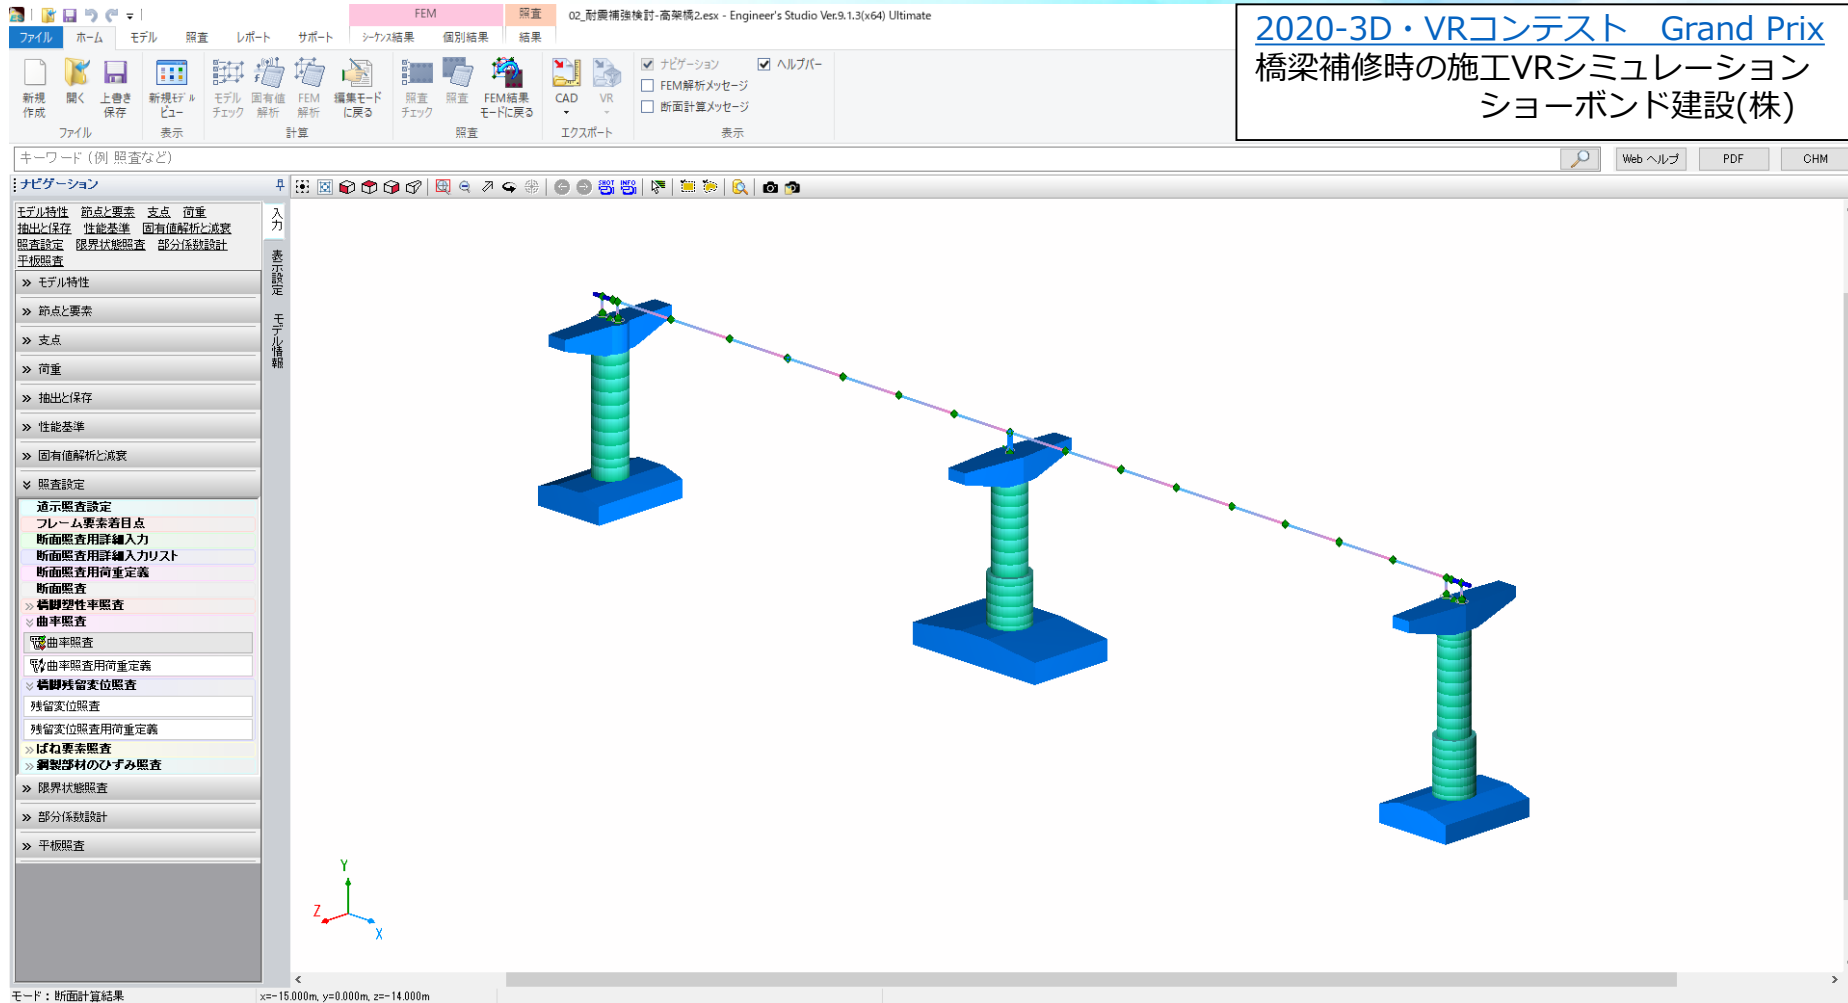 FEM
照査
02_耐震補強検討-高架橋2.esx - Engineer's Studio Ver.9.1.3(x64) Ultimate
ファイル
ホーム
モデル
照査
レポート
サポート
シーケンス結果
個別結果
結果
2020-3D・VRコンテスト Grand Prix
橋梁補修時の施工VRシミュレーション
ショーボンド建設(株)
新規
作成
開く
上書き
保存
新規モデル
ビュー
モデル
チェック
固有値
解析
FEM
解析
編集モード
に戻る
照査
チェック
照査
FEM結果
モードに戻る
CAD
VR
ナビゲーション
ヘルプバー
FEM解析メッセージ
断面計算メッセージ
ファイル
表示
計算
照査
エクスポート
表示
キーワード (例 照査など)
Web ヘルプ
PDF
CHM
ナビゲーション
モデル特性 節点と要素 支点 荷重
抽出と保存 性能基準 固有値解析と減衰
照査設定 限界状態照査 部分係数設計
平板照査
入力
表示設定
モデル情報
モデル特性
節点と要素
支点
荷重
抽出と保存
性能基準
固有値解析と減衰
照査設定
道示照査設定
フレーム要素着目点
断面照査用詳細入力
断面照査用詳細入力リスト
断面照査用荷重定義
断面照査
橋脚塑性率照査
曲率照査
曲率照査
曲率照査用荷重定義
橋脚残留変位照査
残留変位照査
残留変位照査用荷重定義
ばね要素照査
鋼製部材のひずみ照査
限界状態照査
部分係数設計
平板照査
SHOT
INFO
Y
Z
X
モード：断面計算結果
x=-15.000m, y=0.000m, z=-14.000m